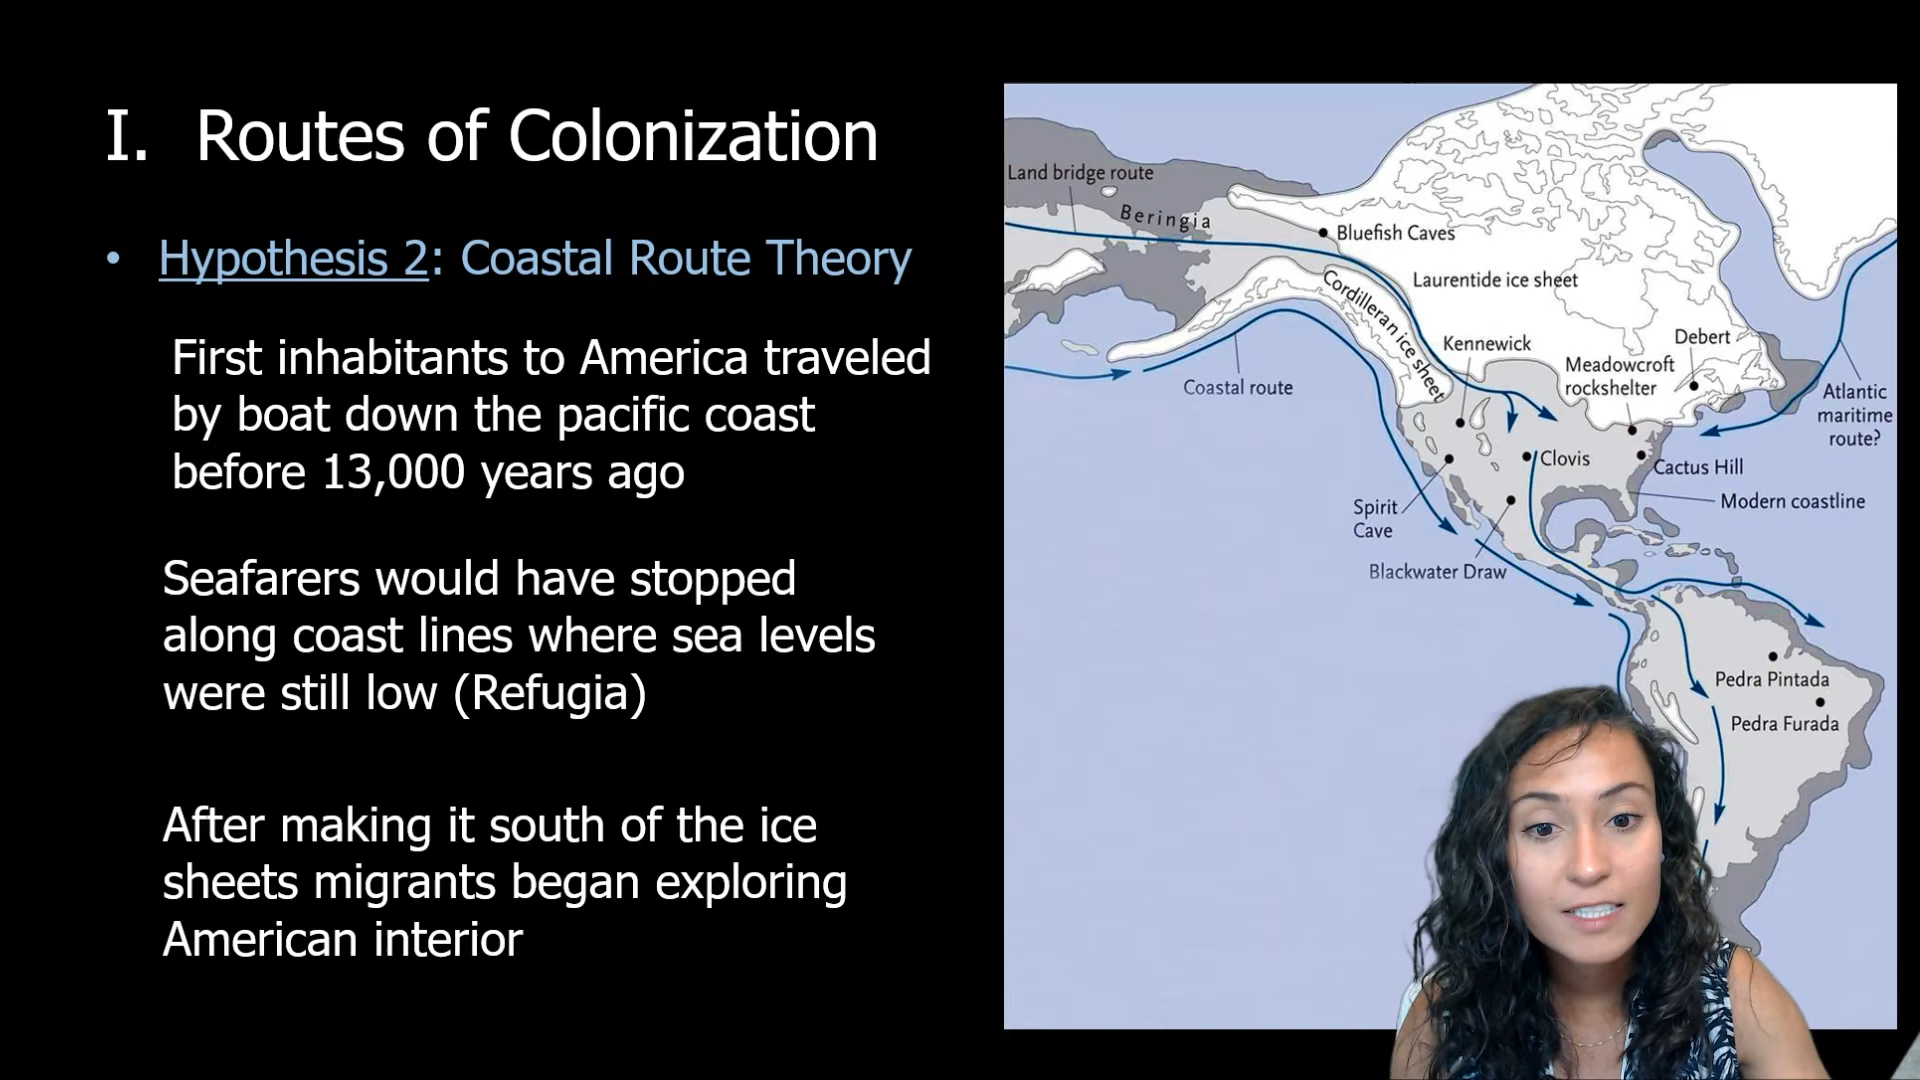 I. Routes of Colonization
• Hypothesis 2: Coastal Route Theory
First inhabitants to America traveled
by boat down the pacific coast
before 13,000 years ago
Seafarers would have stopped
along coast lines where sea levels
were still low (Refugia)
After making it south of the ice
sheets migrants began exploring
American interior
Land bridge route
Beringia
Bluefish Caves
Laurentide ice sheet
Cordilleran ice sheet
Kennewick
Debert
Meadowcroft
rockshelter
Coastal route
Atlantic
maritime
route?
Clovis
Cactus Hill
Modern coastline
Spirit
Cave
Blackwater Draw
Pedra Pintada
Pedra Furada